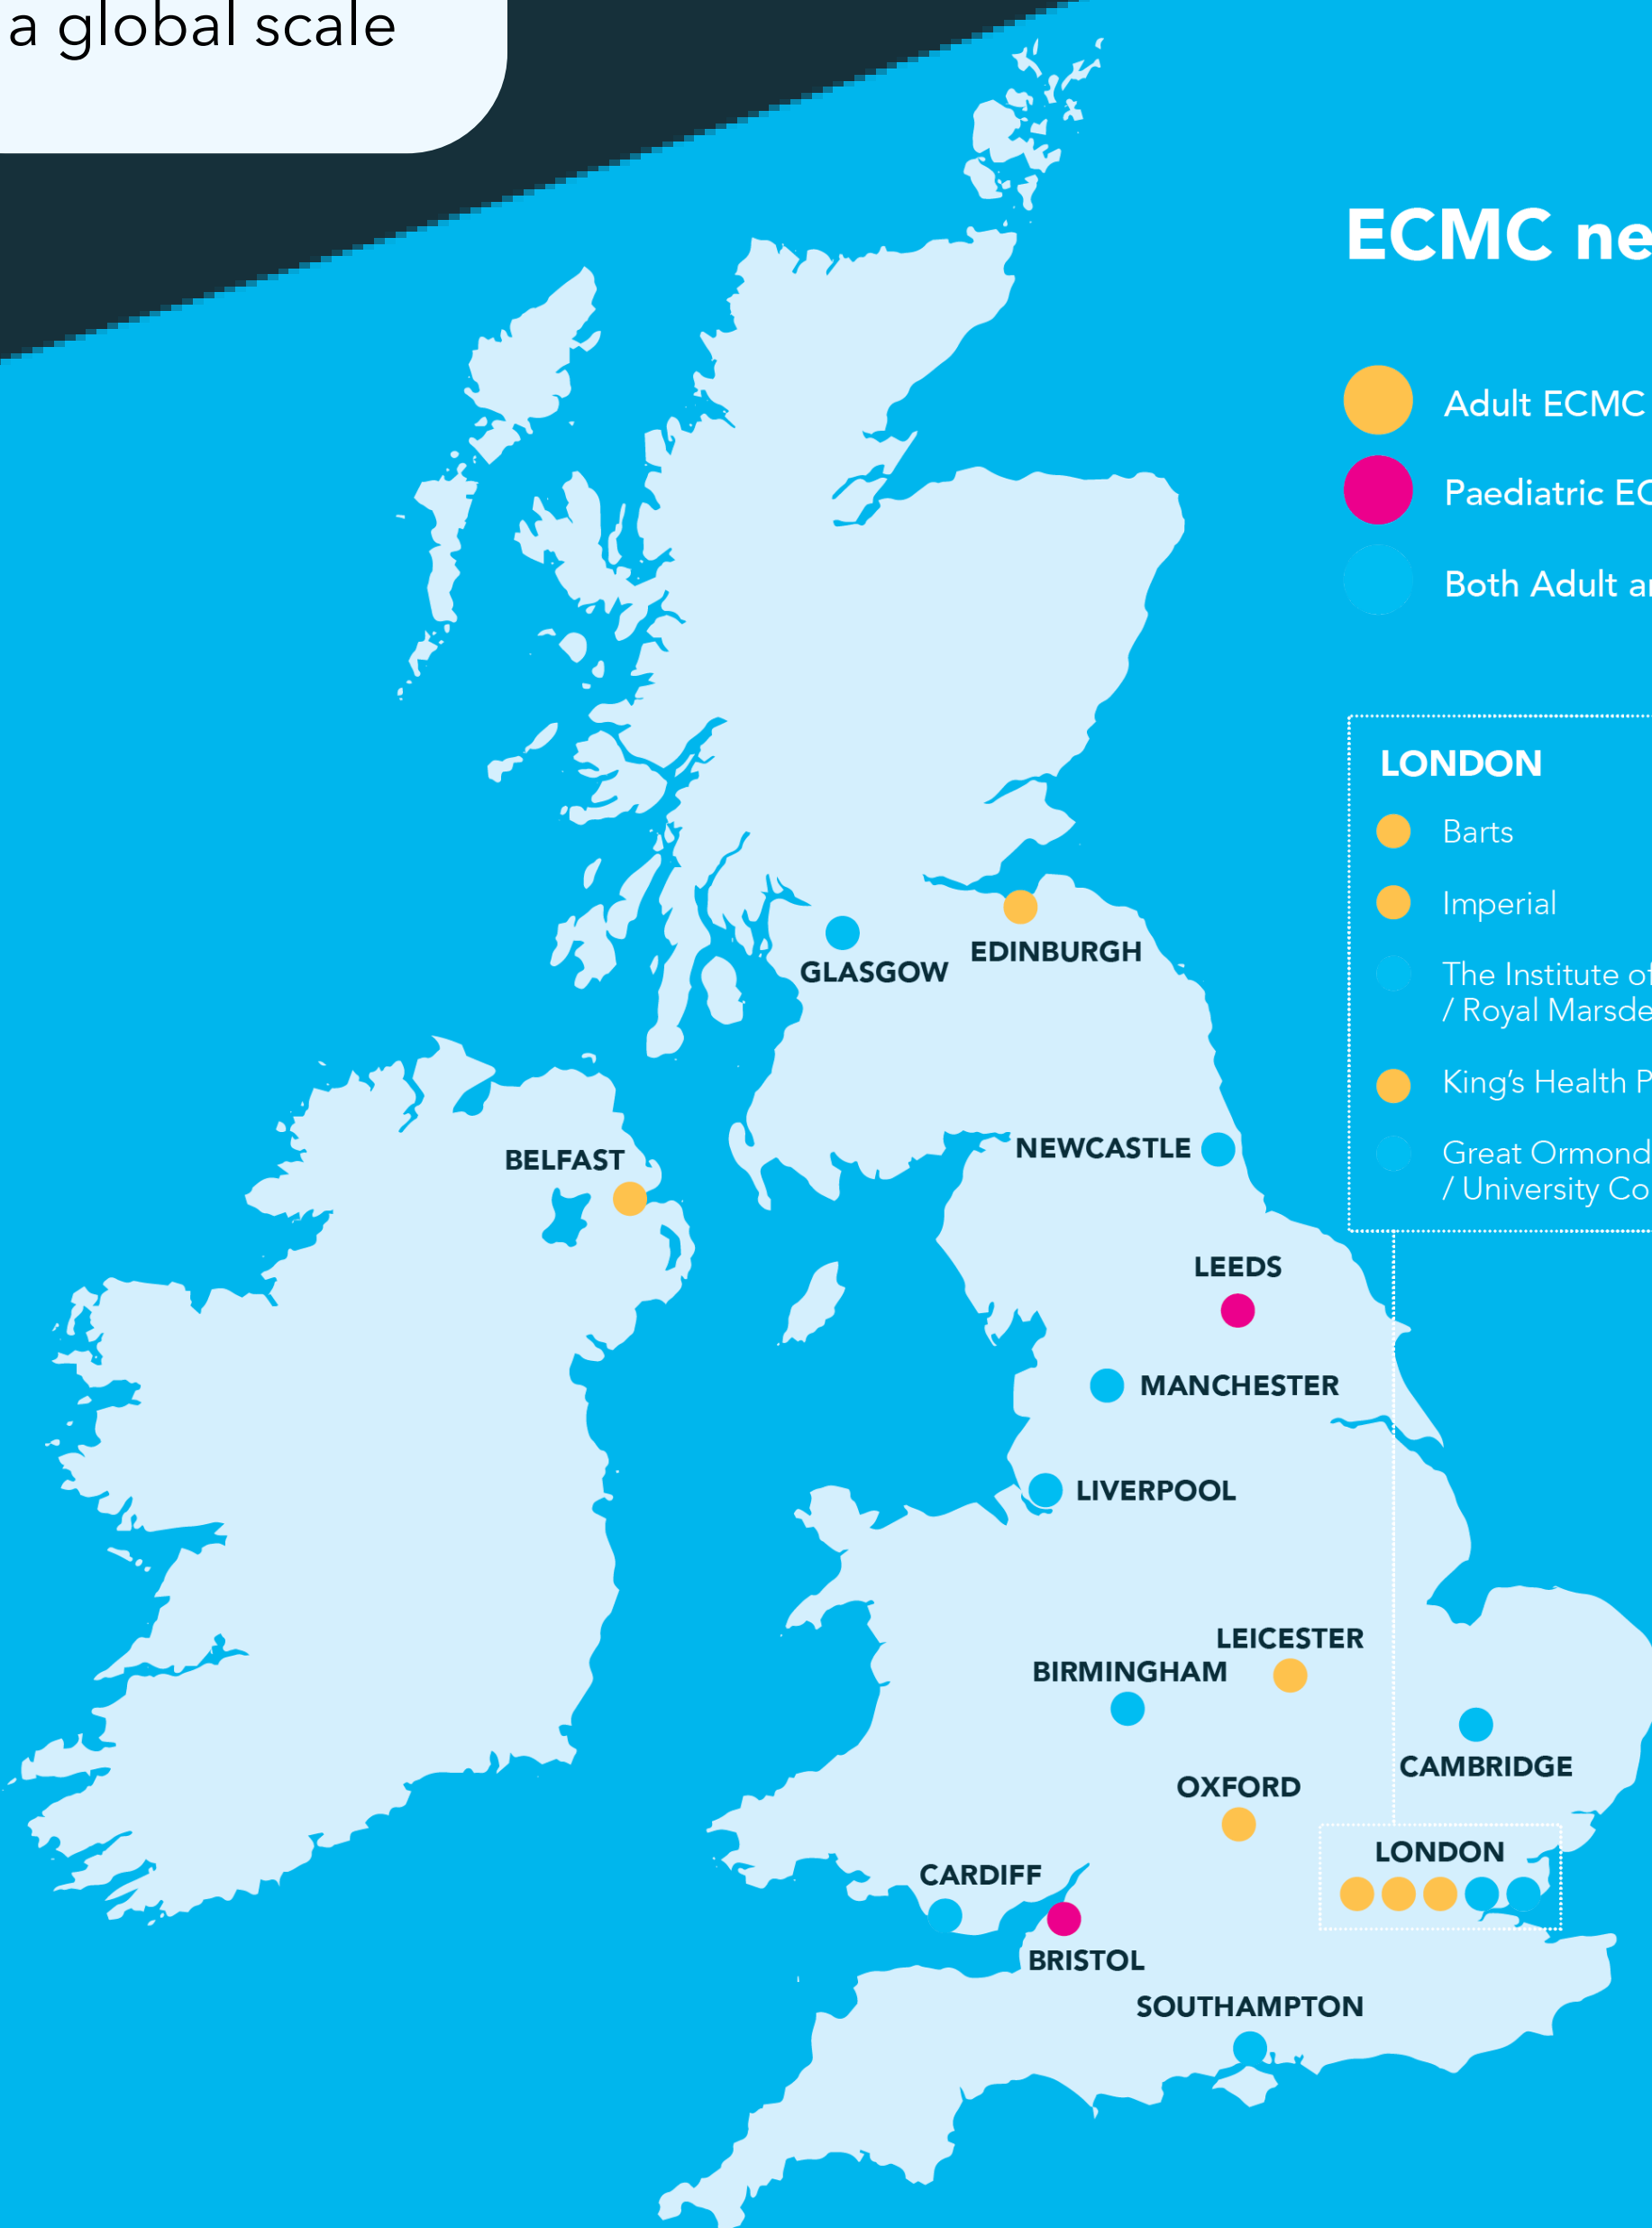 a global scale
ECMC ne
Adult ECMC
Paediatric EC
Both Adult a
LONDON
Barts
Imperial
The Institute of
/ Royal Marsde
King’s Health P
Great Ormond
/ University Co
EDINBURGH
GLASGOW
NEWCASTLE
BELFAST
LEEDS
MANCHESTER
LIVERPOOL
LEICESTER
BIRMINGHAM
CAMBRIDGE
OXFORD
LONDON
CARDIFF
BRISTOL
SOUTHAMPTON